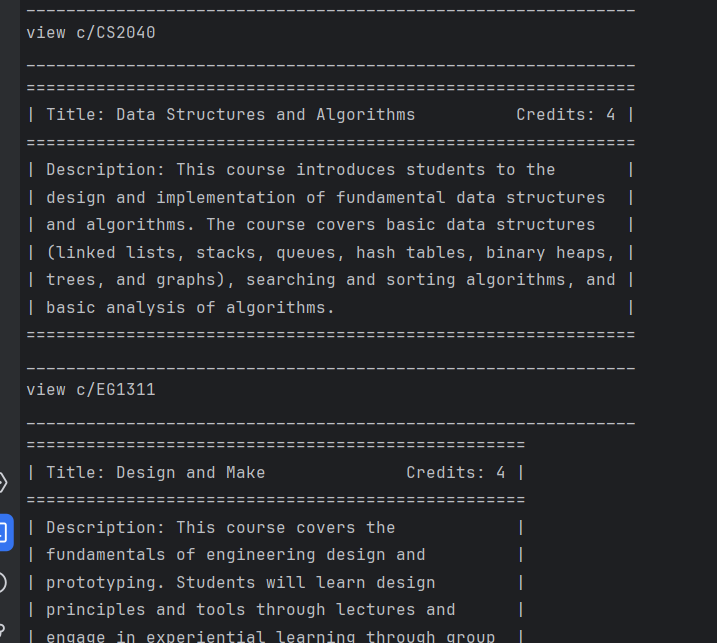 _____________________________________________________________
view c/CS2040
_____________________________________________________________
=============================================================
| Title: Data Structures and Algorithms          Credits: 4 |
=============================================================
| Description: This course introduces students to the       |
| design and implementation of fundamental data structures  |
| and algorithms. The course covers basic data structures   |
| (linked lists, stacks, queues, hash tables, binary heaps, |
| trees, and graphs), searching and sorting algorithms, and |
| basic analysis of algorithms.                             |
=============================================================
_____________________________________________________________
view c/EG1311
_____________________________________________________________
==================================================
| Title: Design and Make              Credits: 4 |
==================================================
| Description: This course covers the            |
| fundamentals of engineering design and         |
| prototyping. Students will learn design        |
| principles and tools through lectures and      |
| engage in experiential learning through group  |